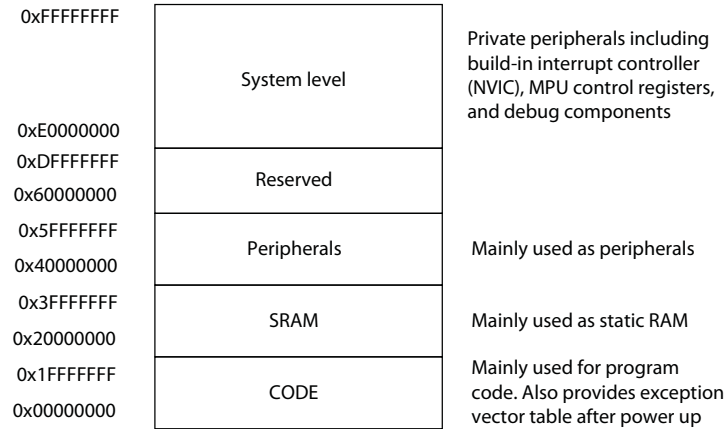 0xFFFFFFFF
System level
Private peripherals including
build-in interrupt controller
(NVIC), MPU control registers,
and debug components
0xE0000000
0xDFFFFFFF
Reserved
0x60000000
0x5FFFFFFF
Peripherals
Mainly used as peripherals
0x40000000
0x3FFFFFFF
SRAM
Mainly used as static RAM
0x20000000
0x1FFFFFFF
CODE
Mainly used for program
code. Also provides exception
vector table after power up
0x00000000